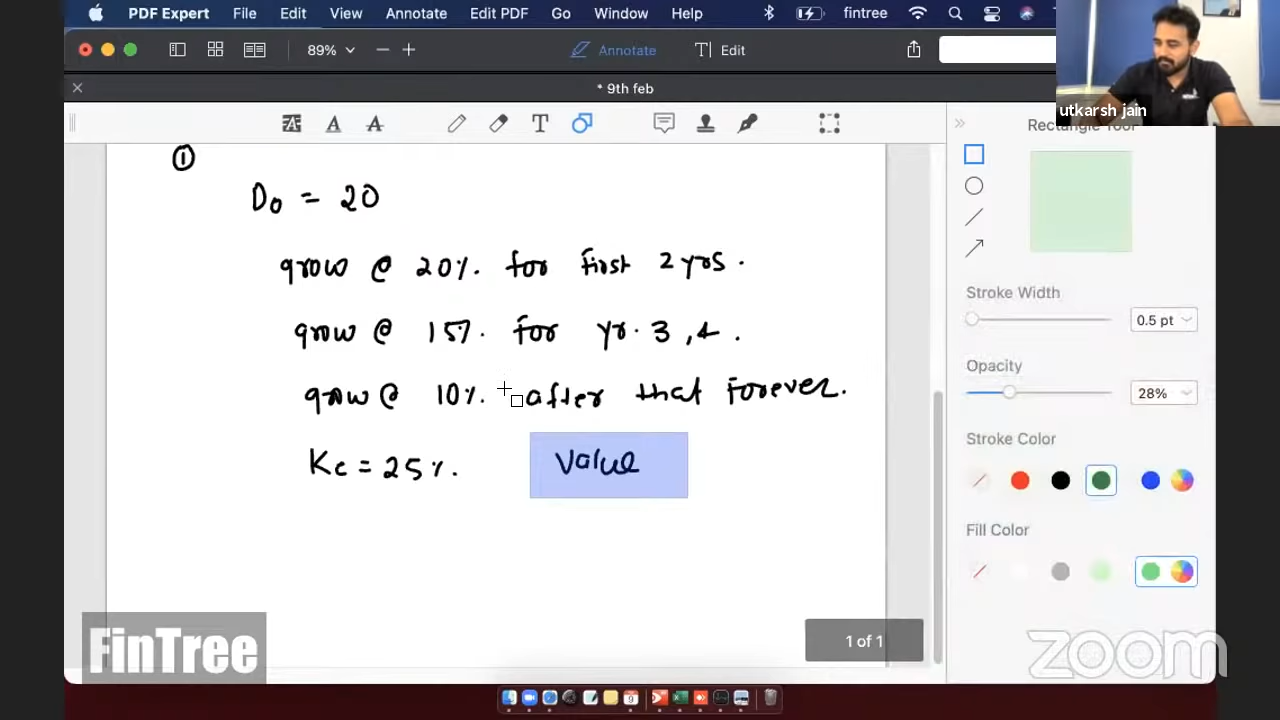 PDF Expert File Edit View Annotate Edit PDF Go Window Help fintree
89% Annotate Edit
* 9th feb
utkarsh jain
Rectangle Tool
①
D0 = 20
grow @ 20%. for first 2 yrs.
grow @ 15%. for yr. 3, 4.
grow @ 10%. after that forever.
Kc = 25%. Value
Stroke Width
0.5 pt
Opacity
28%
Stroke Color
Fill Color
1 of 1
FinTree
zoom